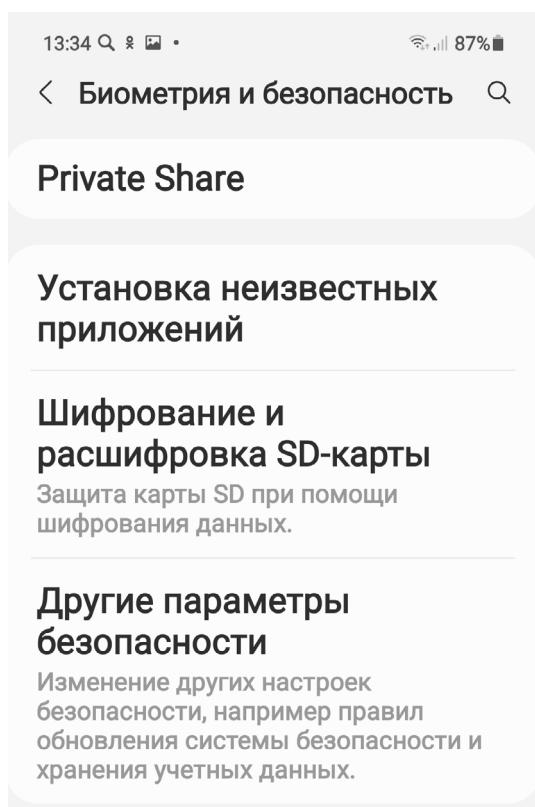 13:34
87%
Биометрия и безопасность
Private Share
Установка неизвестных
приложений
Шифрование и
расшифровка SD-карты
Защита карты SD при помощи
шифрования данных.
Другие параметры
безопасности
Изменение других настроек
безопасности, например правил
обновления системы безопасности и
хранения учетных данных.